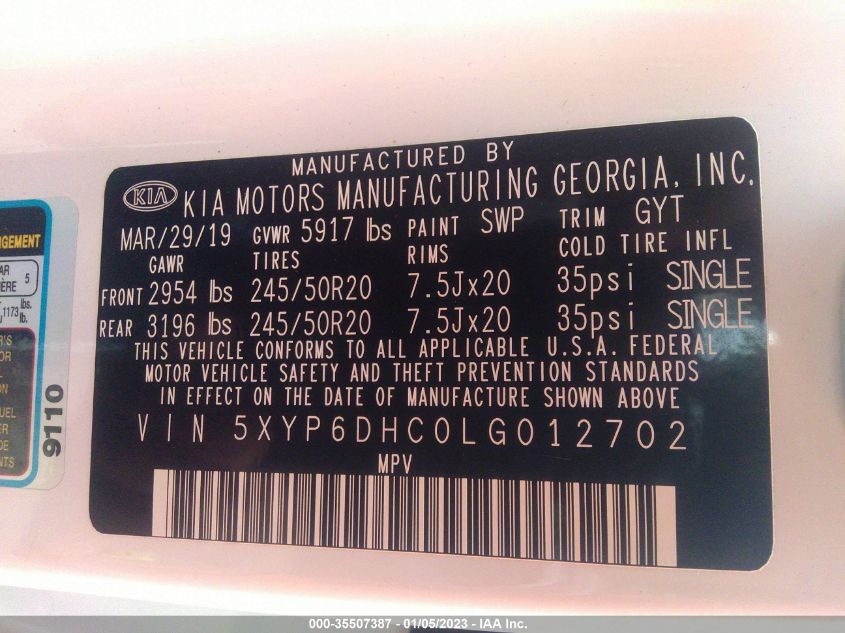 MANUFACTURED BY
KIA KIA MOTORS MANUFACTURING GEORGIA, INC.
MAR/29/19 GVWR 5917 lbs PAINT SWP TRIM GYT
GAWR TIRES RIMS COLD TIRE INFL
FRONT 2954 lbs 245/50R20 7.5Jx20 35psi SINGLE
REAR 3196 lbs 245/50R20 7.5Jx20 35psi SINGLE
THIS VEHICLE CONFORMS TO ALL APPLICABLE U.S.A. FEDERAL
MOTOR VEHICLE SAFETY AND THEFT PREVENTION STANDARDS
IN EFFECT ON THE DATE OF MANUFACTURE SHOWN ABOVE
VIN 5XYP6DHC0LG012702
MPV
5
1173 lbs.
lb.
9110
000-35507387 - 01/05/2023 - IAA Inc.